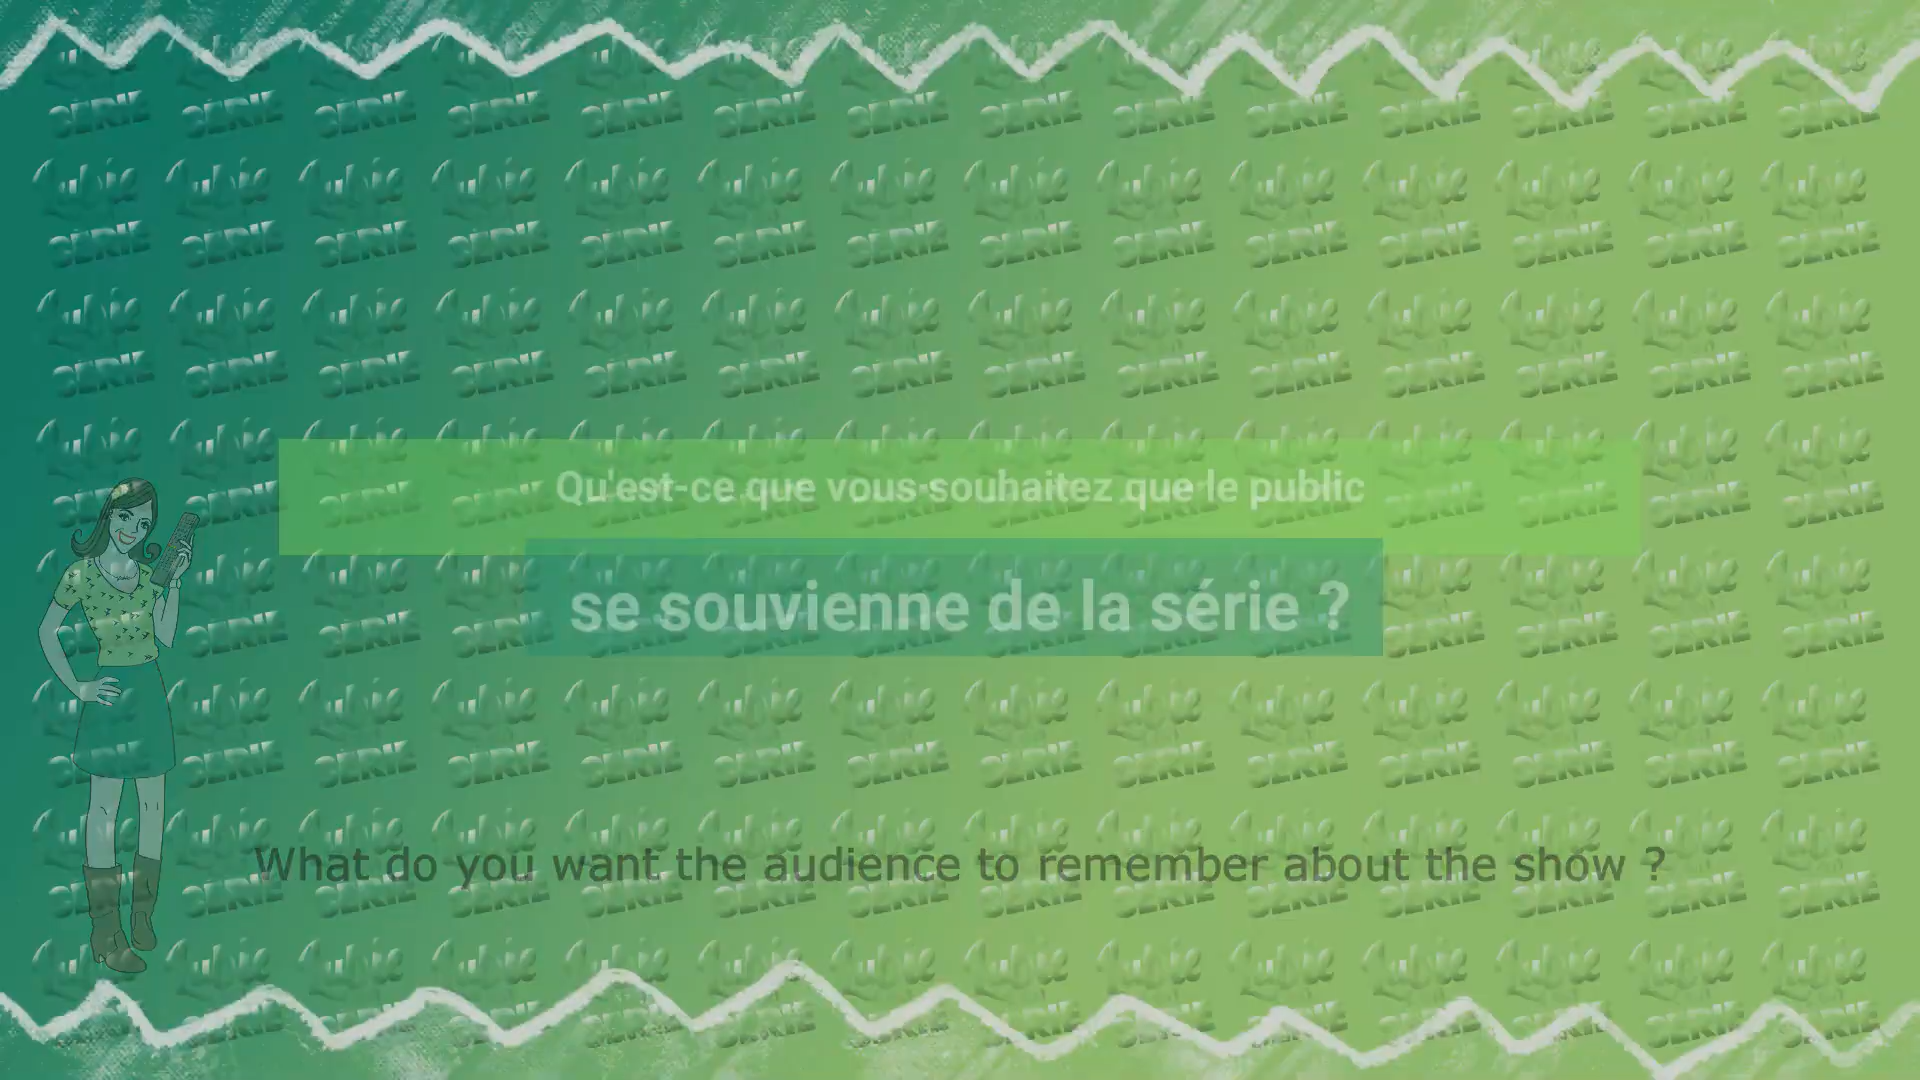 Qu'est-ce que vous souhaitez que le public
se souvienne de la série ?
What do you want the audience to remember about the show ?